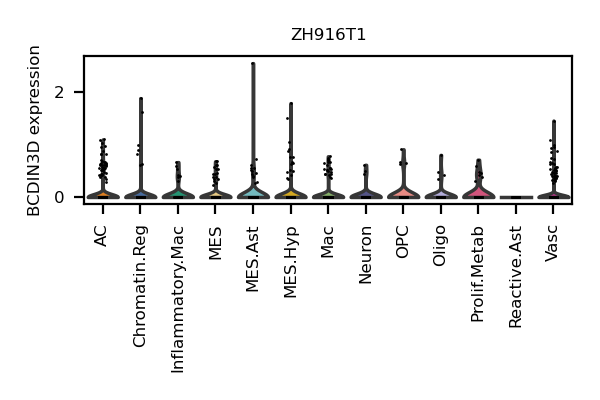 ZH916T1
BCDIN3D expression
2
0
AC
Chromatin.Reg
Inflammatory.Mac
MES
MES.Ast
MES.Hyp
Mac
Neuron
OPC
Oligo
Prolif.Metab
Reactive.Ast
Vasc